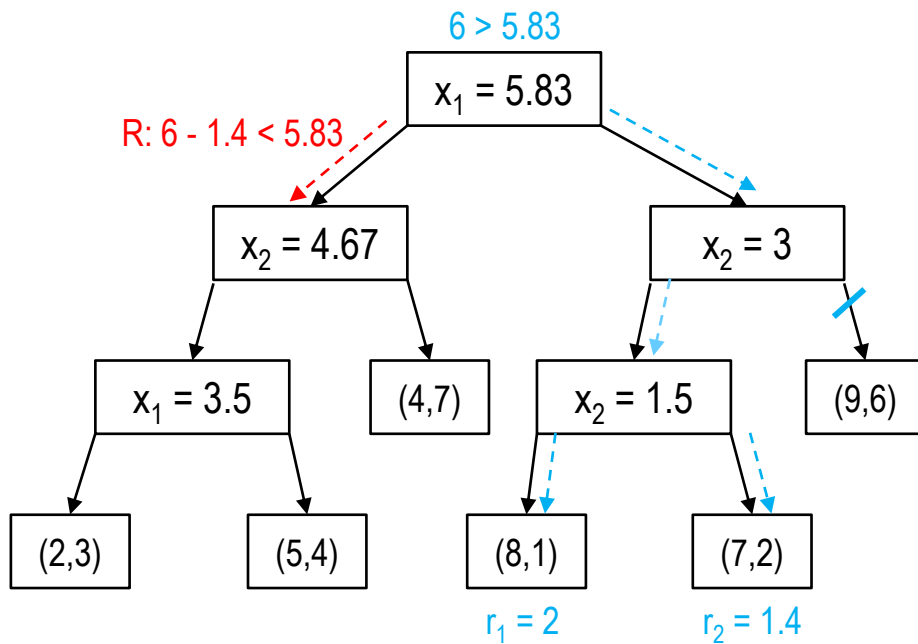 6 > 5.83
x₁ = 5.83
R: 6 - 1.4 < 5.83
x₂ = 4.67
x₂ = 3
x₁ = 3.5
(4,7)
x₂ = 1.5
(9,6)
(2,3)
(5,4)
(8,1)
(7,2)
r₁ = 2
r₂ = 1.4